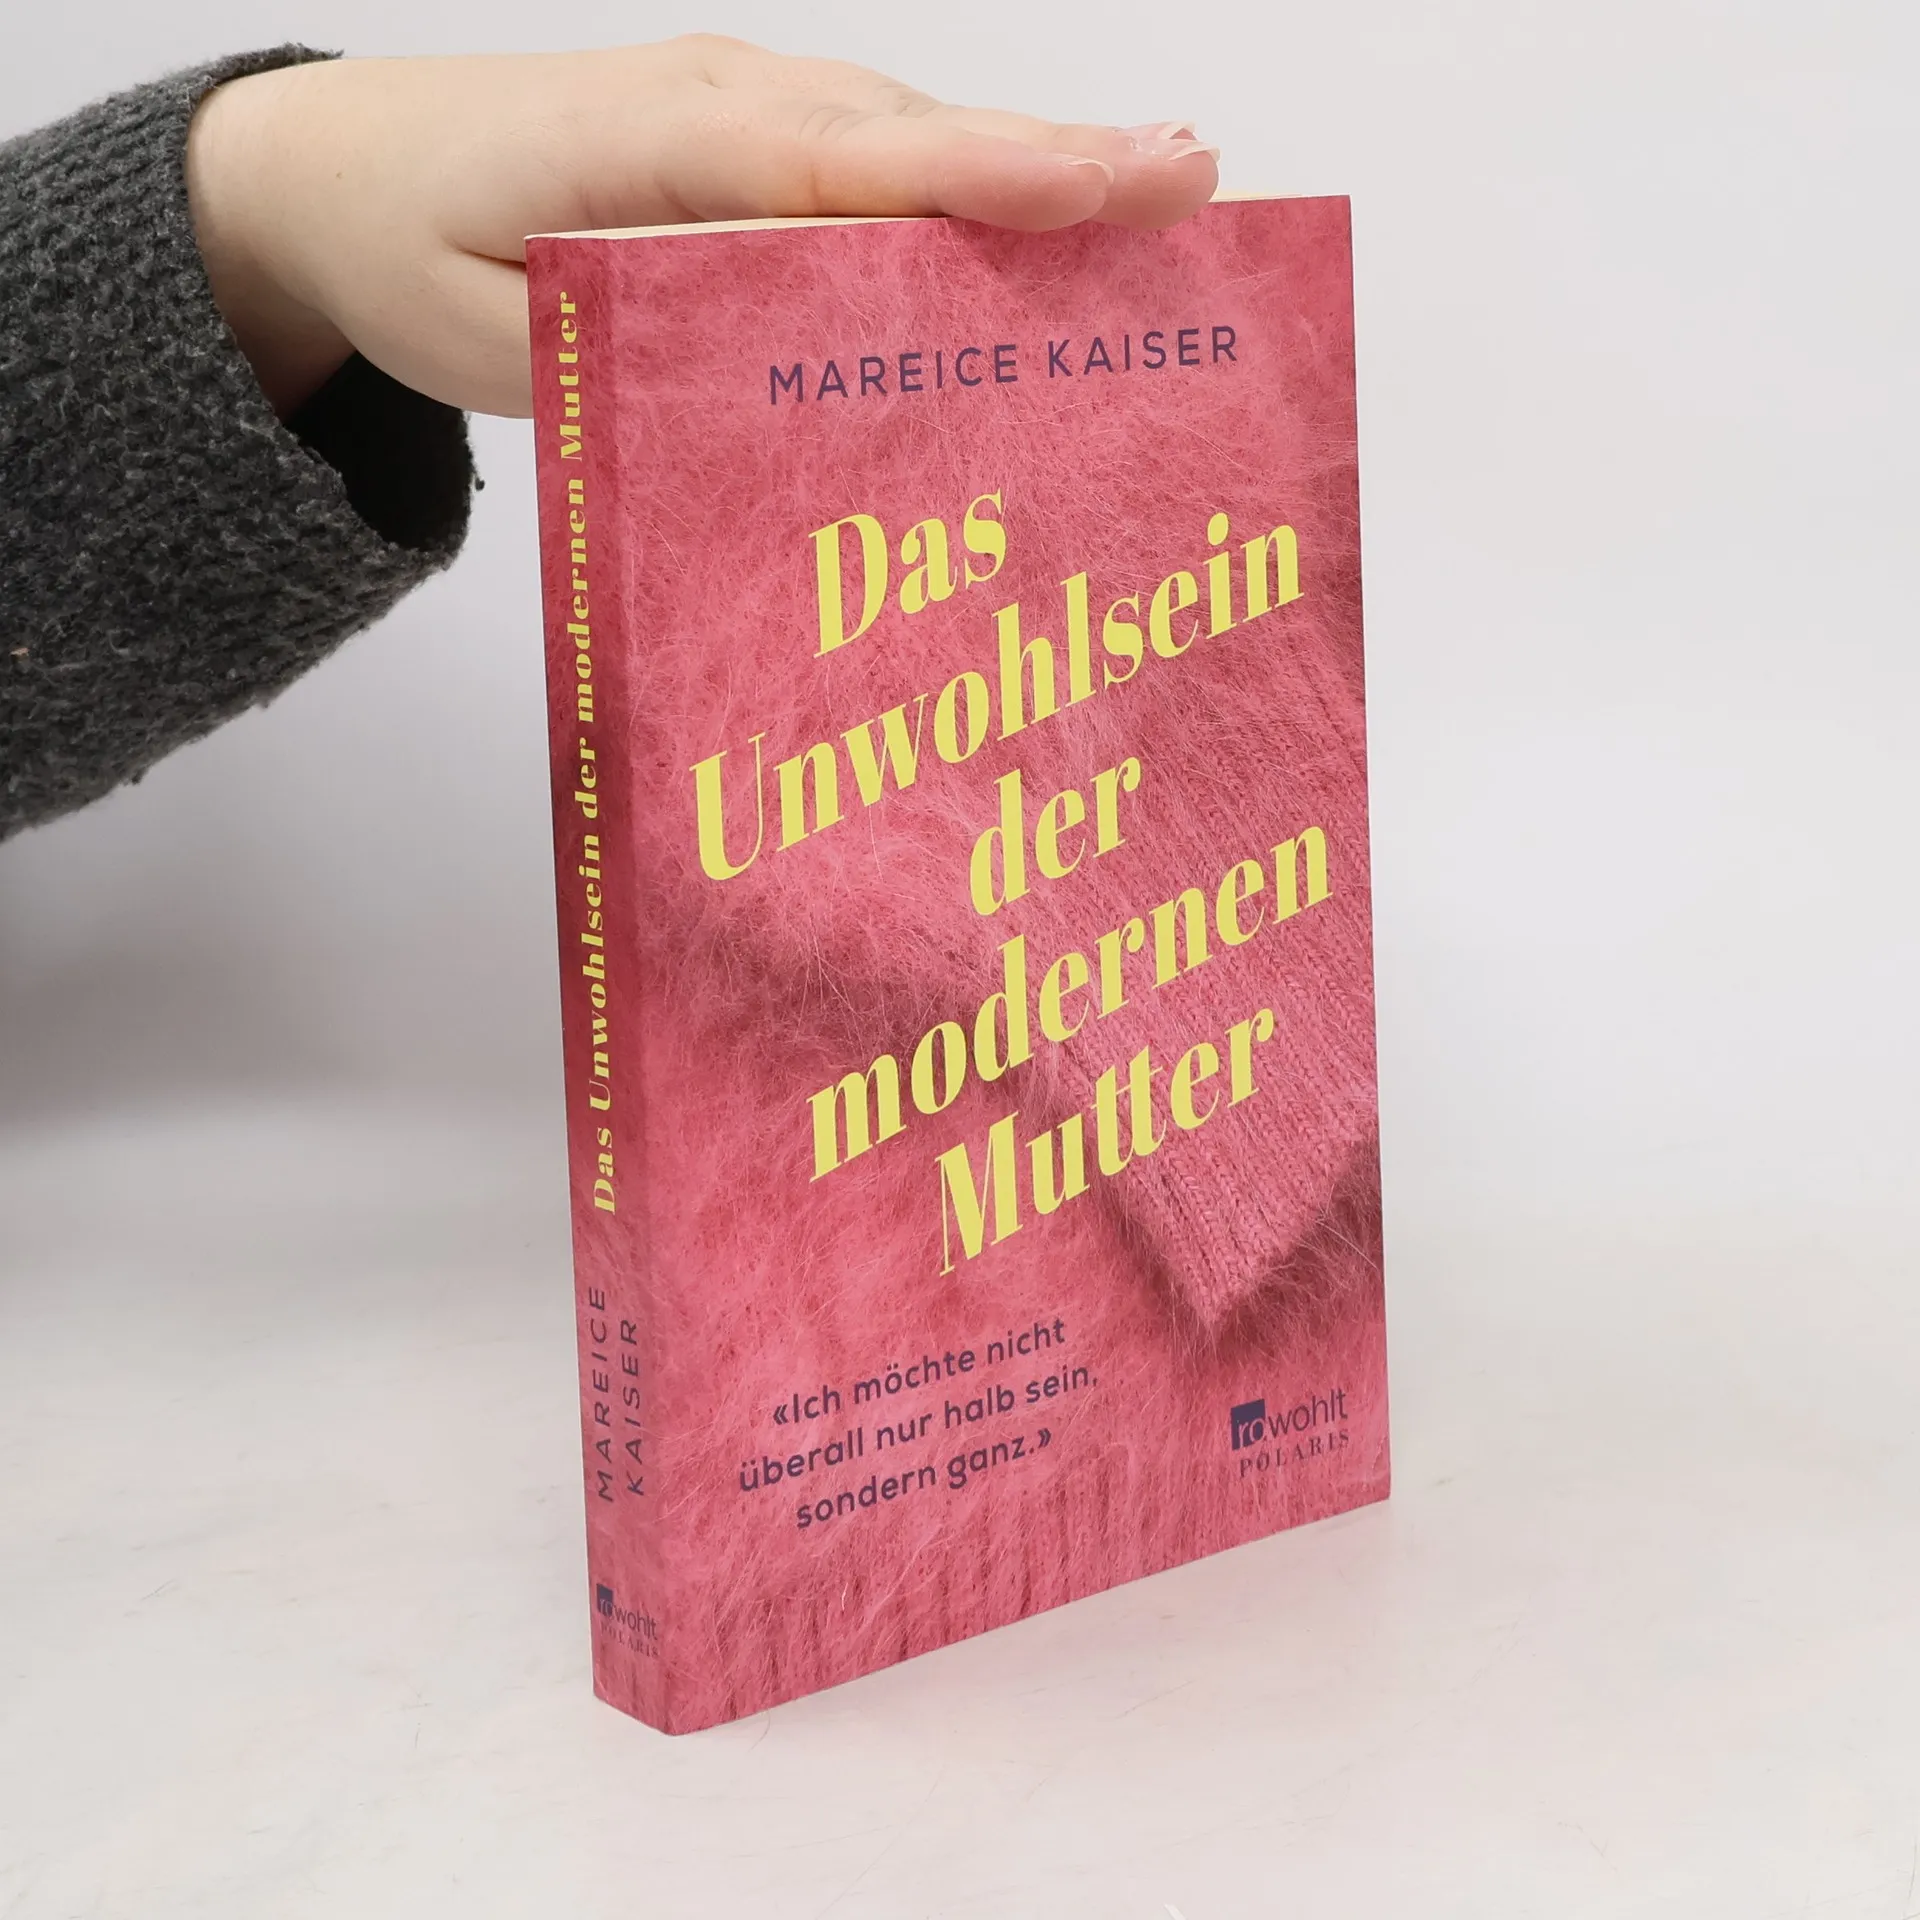 MAREICE KAISER
Das
Unwohlsein
der
modernen
Mutter
«Ich möchte nicht
überall nur halb sein,
sondern ganz.»
rowohlt
POLARIS
Das Unwohlsein der modernen Mutter
MAREICE
KAISER
rowohlt
POLARIS